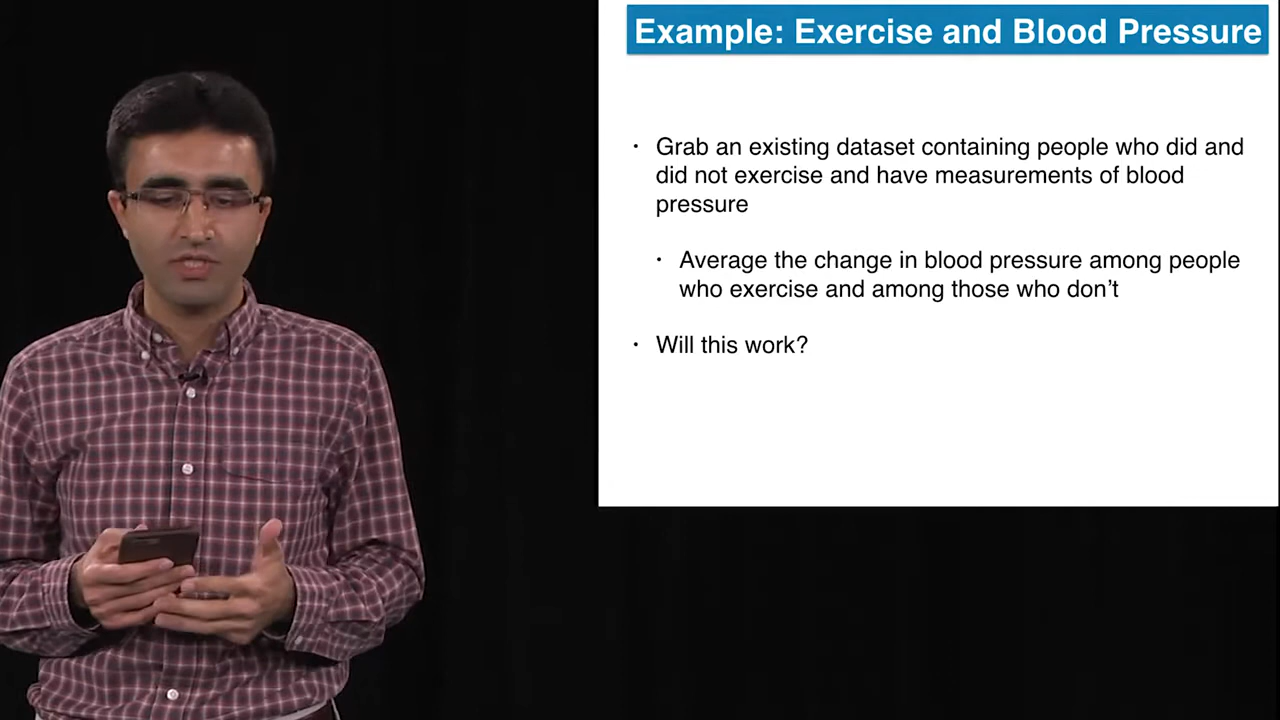 Example: Exercise and Blood Pressure
• Grab an existing dataset containing people who did and
did not exercise and have measurements of blood
pressure
• Average the change in blood pressure among people
who exercise and among those who don’t
• Will this work?